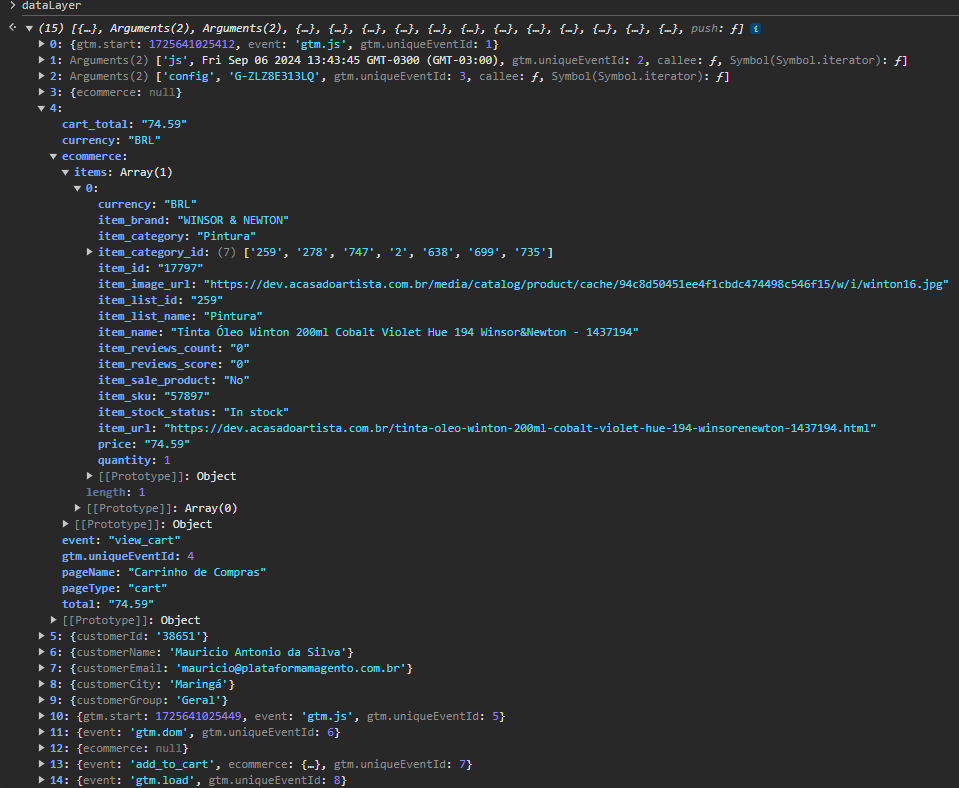 dataLayer
(15) [{…}, Arguments(2), Arguments(2), {…}, {…}, {…}, {…}, {…}, {…}, {…}, {…}, {…}, {…}, {…}, {…}, push: ƒ]
0: {gtm.start: 1725641025412, event: 'gtm.js', gtm.uniqueEventId: 1}
1: Arguments(2) ['js', Fri Sep 06 2024 13:43:45 GMT-0300 (GMT-03:00), gtm.uniqueEventId: 2, callee: ƒ, Symbol(Symbol.iterator): ƒ]
2: Arguments(2) ['config', 'G-ZLZ8E313LQ', gtm.uniqueEventId: 3, callee: ƒ, Symbol(Symbol.iterator): ƒ]
3: {ecommerce: null}
4:
cart_total: "74.59"
currency: "BRL"
ecommerce:
items: Array(1)
0:
currency: "BRL"
item_brand: "WINSOR & NEWTON"
item_category: "Pintura"
item_category_id: (7) ['259', '278', '747', '2', '638', '699', '735']
item_id: "17797"
item_image_url: "https://dev.acasadoartista.com.br/media/catalog/product/cache/94c8d50451ee4f1cbdc474498c546f15/w/i/winton16.jpg"
item_list_id: "259"
item_list_name: "Pintura"
item_name: "Tinta Óleo Winton 200ml Cobalt Violet Hue 194 Winsor&Newton - 1437194"
item_reviews_count: "0"
item_reviews_score: "0"
item_sale_product: "No"
item_sku: "57897"
item_stock_status: "In stock"
item_url: "https://dev.acasadoartista.com.br/tinta-oleo-winton-200ml-cobalt-violet-hue-194-winsorenewton-1437194.html"
price: "74.59"
quantity: 1
[[Prototype]]: Object
length: 1
[[Prototype]]: Array(0)
[[Prototype]]: Object
event: "view_cart"
gtm.uniqueEventId: 4
pageName: "Carrinho de Compras"
pageType: "cart"
total: "74.59"
[[Prototype]]: Object
5: {customerId: '38651'}
6: {customerName: 'Mauricio Antonio da Silva'}
7: {customerEmail: 'mauricio@plataformamagento.com.br'}
8: {customerCity: 'Maringá'}
9: {customerGroup: 'Geral'}
10: {gtm.start: 1725641025449, event: 'gtm.js', gtm.uniqueEventId: 5}
11: {event: 'gtm.dom', gtm.uniqueEventId: 6}
12: {ecommerce: null}
13: {event: 'add_to_cart', ecommerce: {…}, gtm.uniqueEventId: 7}
14: {event: 'gtm.load', gtm.uniqueEventId: 8}